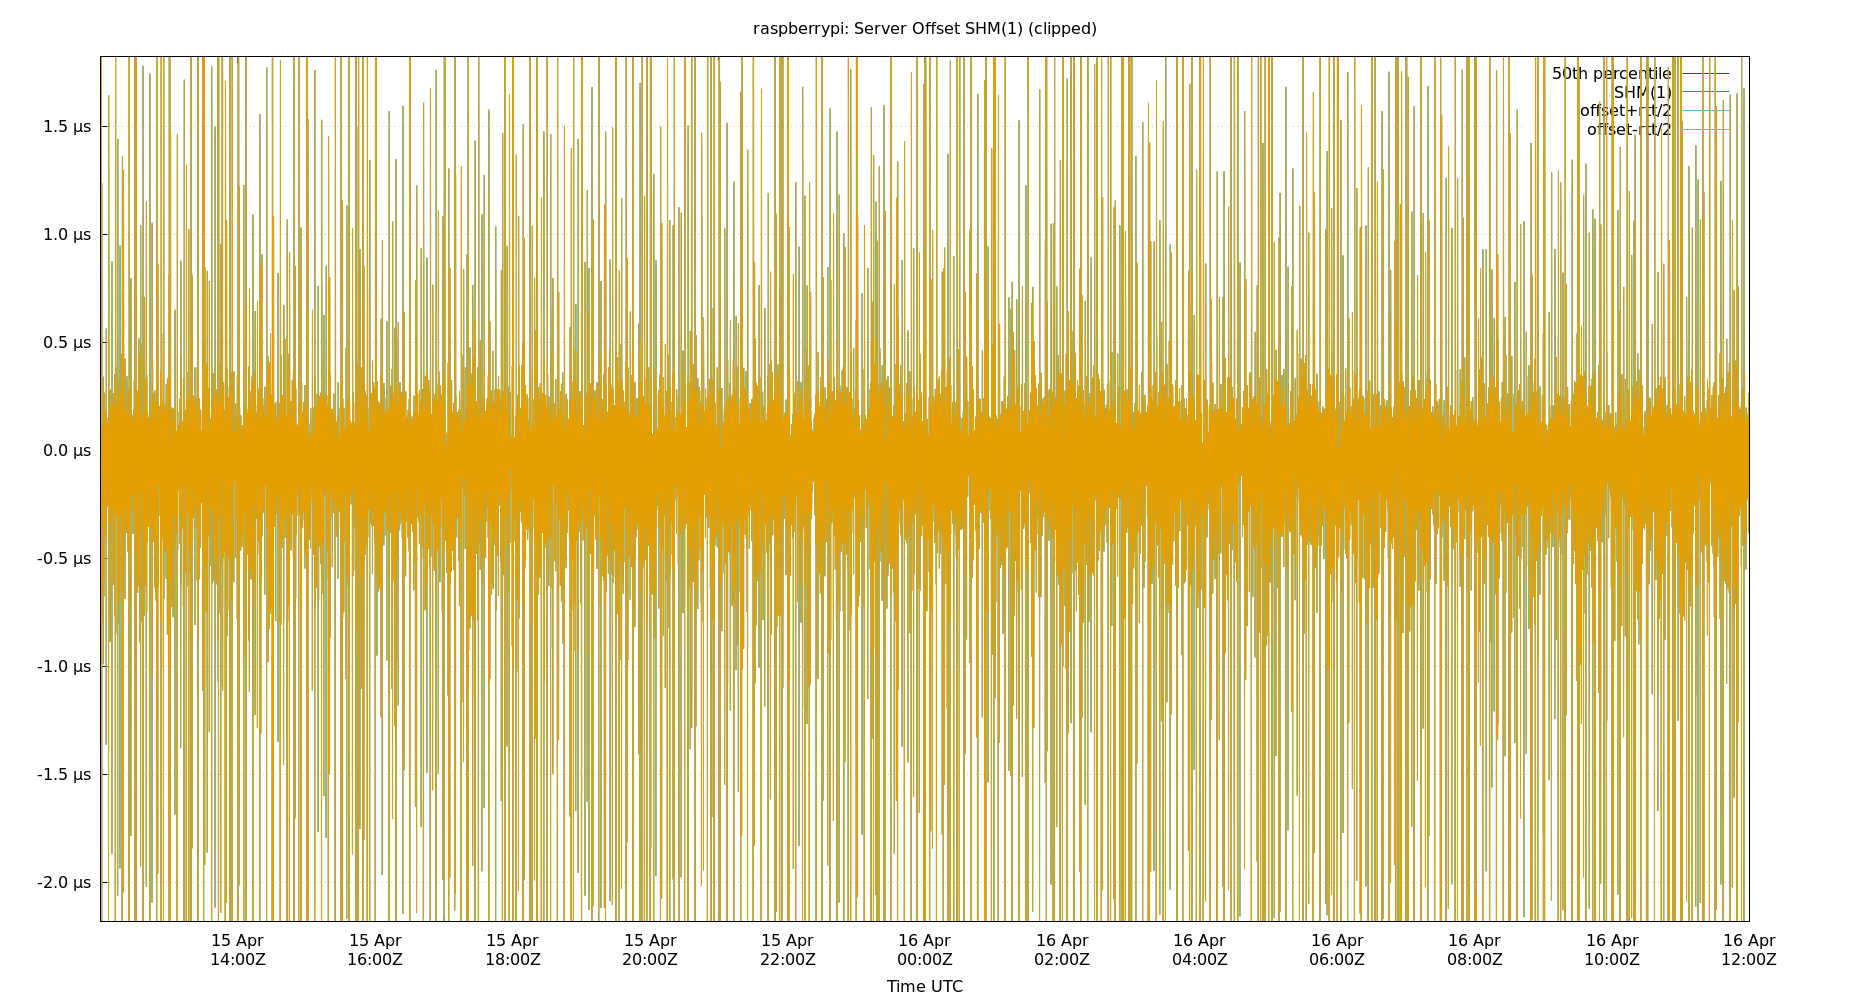 raspberrypi: Server Offset SHM(1) (clipped)
50th percentile
SHM(1)
offset+rtt/2
offset-rtt/2
1.5 µs
1.0 µs
0.5 µs
0.0 µs
-0.5 µs
-1.0 µs
-1.5 µs
-2.0 µs
15 Apr 15 Apr 15 Apr 15 Apr 15 Apr 16 Apr 16 Apr 16 Apr 16 Apr 16 Apr 16 Apr 16 Apr
14:00Z 16:00Z 18:00Z 20:00Z 22:00Z 00:00Z 02:00Z 04:00Z 06:00Z 08:00Z 10:00Z 12:00Z
Time UTC